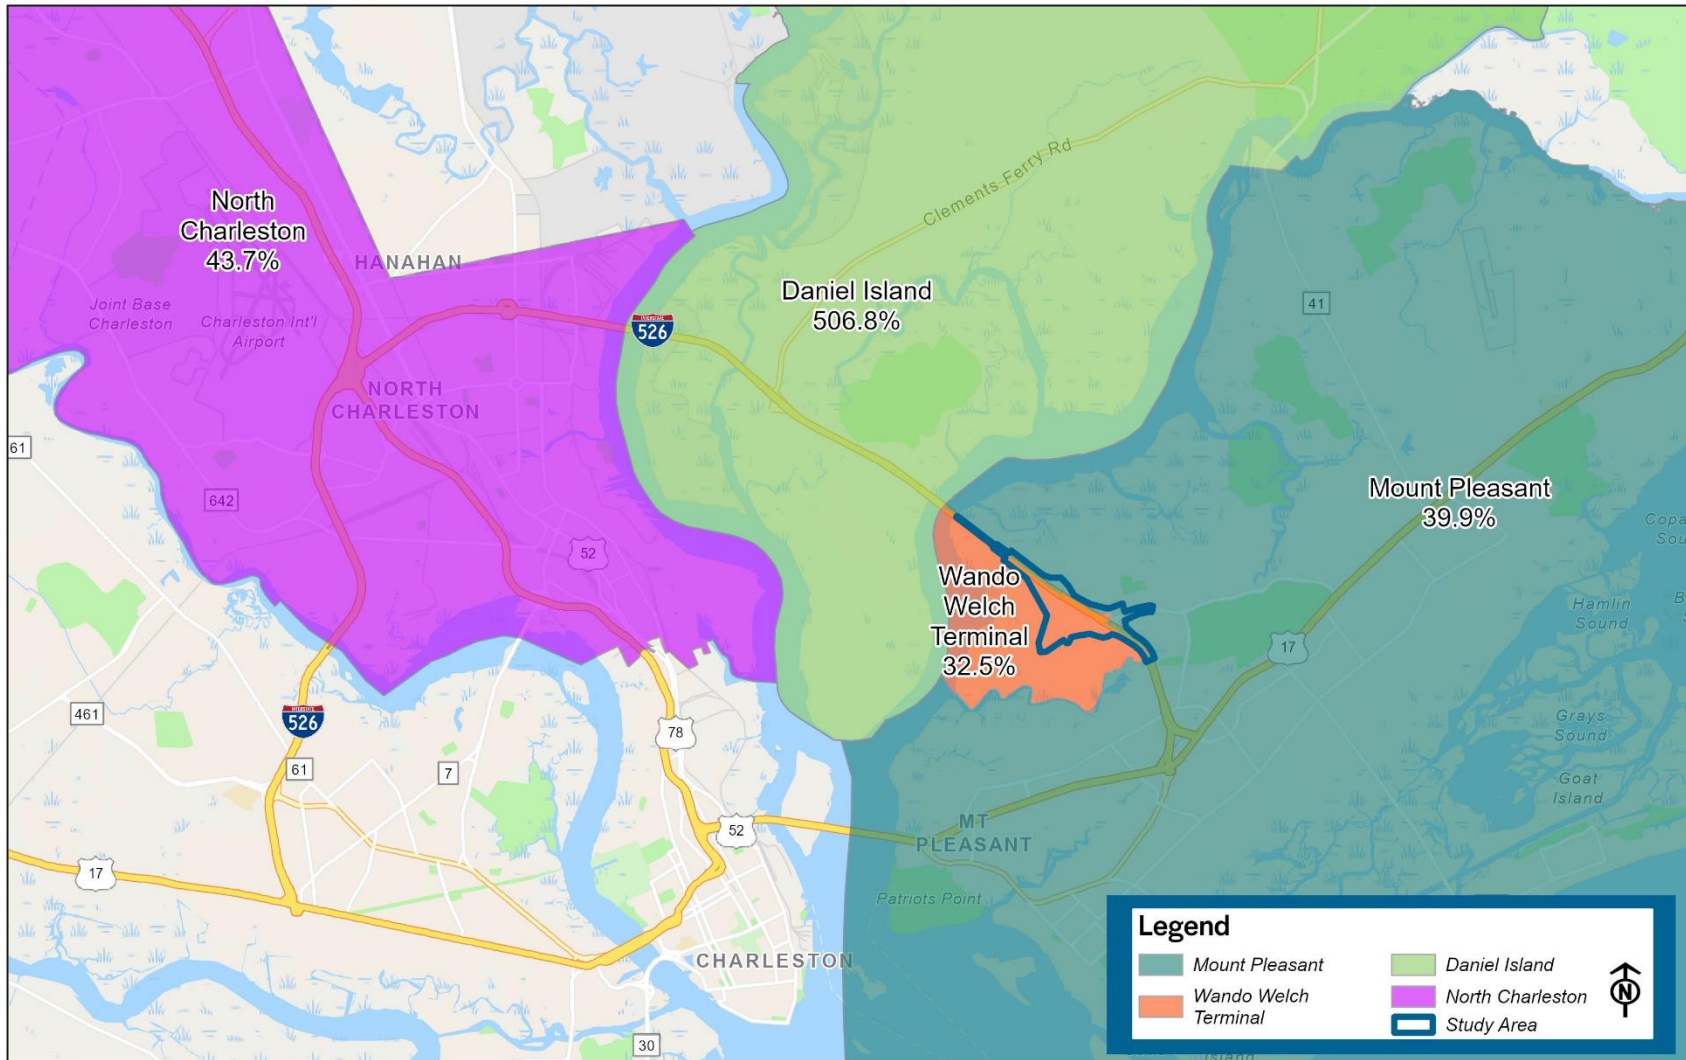 North
Charleston
43.7%
HANAHAN
Joint Base
Charleston
Charleston Int'l
Airport
NORTH
CHARLESTON
Clements Ferry Rd
Daniel Island
506.8%
INTERSTATE
526
41
Mount Pleasant
39.9%
61
642
52
Wando
Welch
Terminal
32.5%
Hamlin
Sound
17
Grays
Sound
Goat
Island
461
INTERSTATE
526
61
7
78
52
17
MT
PLEASANT
Patriots Point
CHARLESTON
30
Legend
Mount Pleasant
Wando Welch
Terminal
Daniel Island
North Charleston
Study Area
N
Island